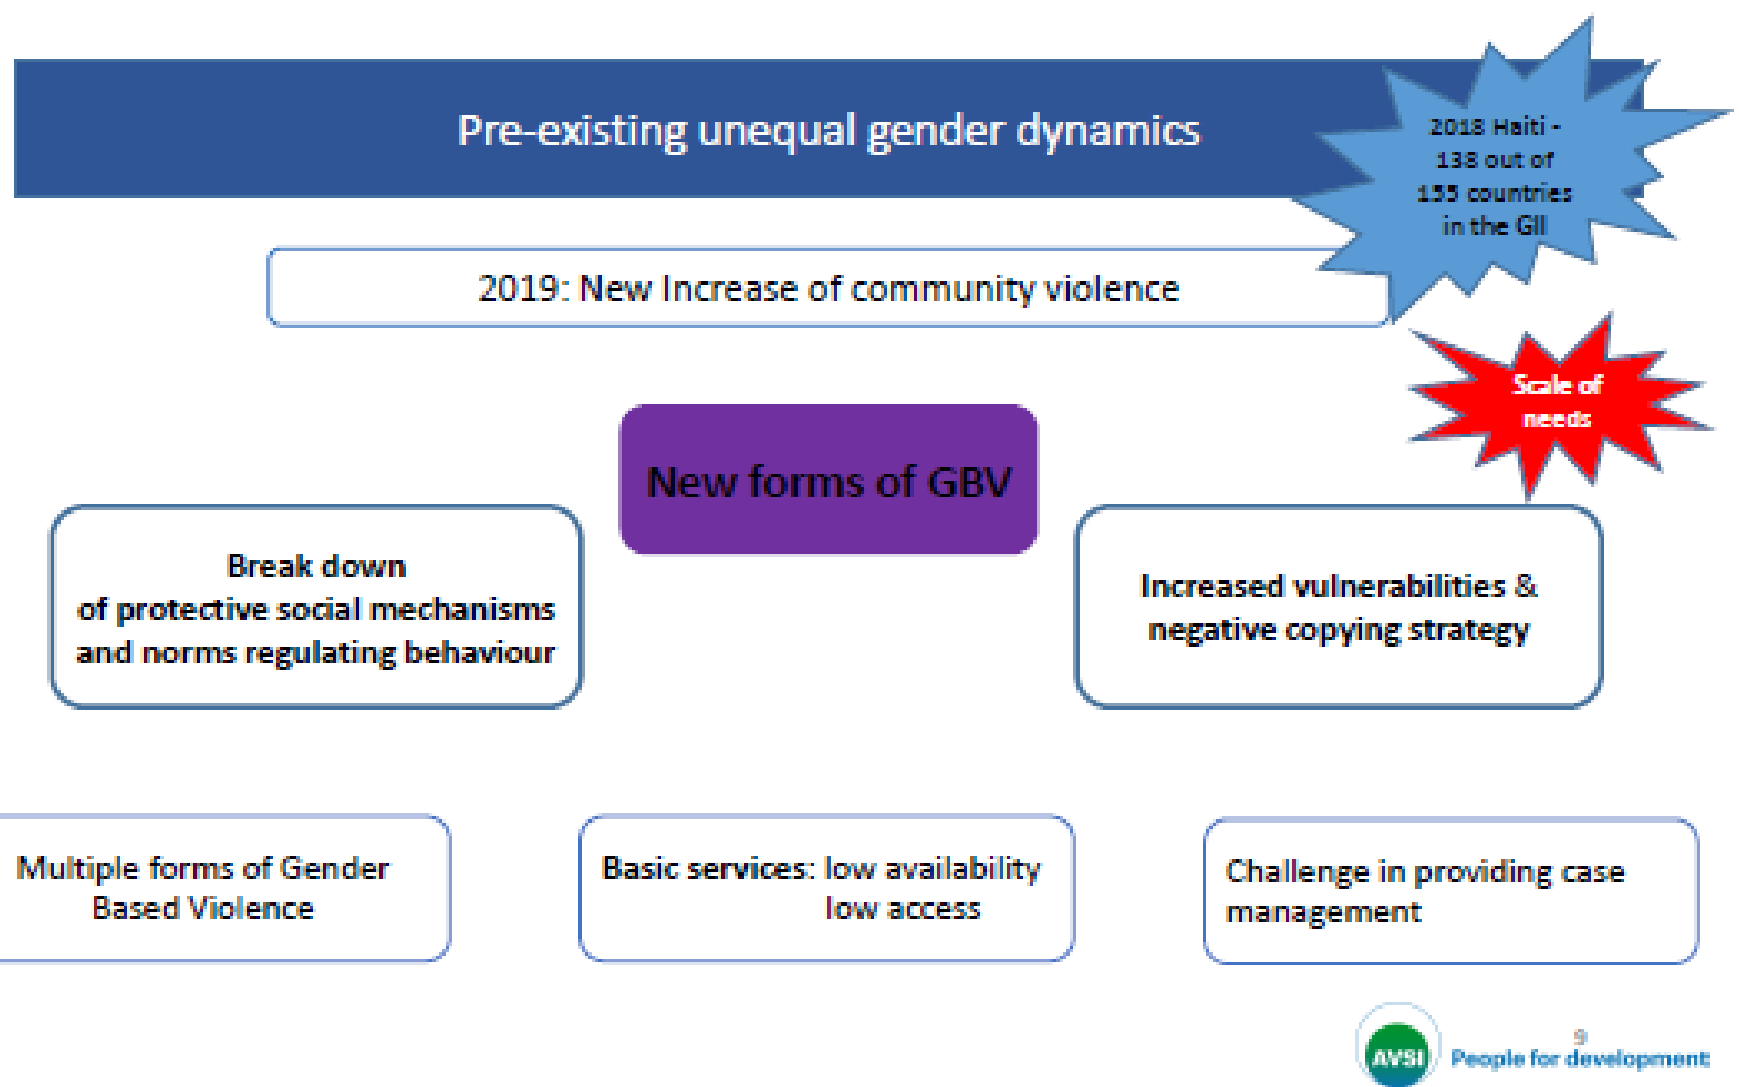 Pre-existing unequal gender dynamics
2018 Haiti -
138 out of
155 countries
in the GII
2019: New Increase of community violence
Scale of
needs
New forms of GBV
Break down
of protective social mechanisms
and norms regulating behaviour
Increased vulnerabilities &
negative copying strategy
Multiple forms of Gender
Based Violence
Basic services: low availability
low access
Challenge in providing case
management
9
AVSI
People for development